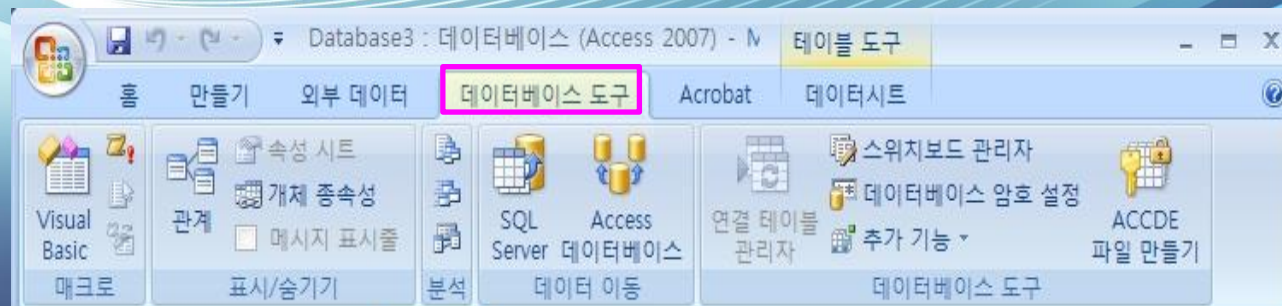 Database3 : 데이터베이스 (Access 2007) - M 테이블 도구
홈 만들기 외부 데이터 데이터베이스 도구 Acrobat 데이터시트
Visual Basic
매크로
관계
속성 시트
개체 종속성
메시지 표시줄
표시/숨기기
분석
SQL Server
Access 데이터베이스
데이터 이동
연결 테이블 관리자
스위치보드 관리자
데이터베이스 암호 설정
추가 기능
ACCDE 파일 만들기
데이터베이스 도구